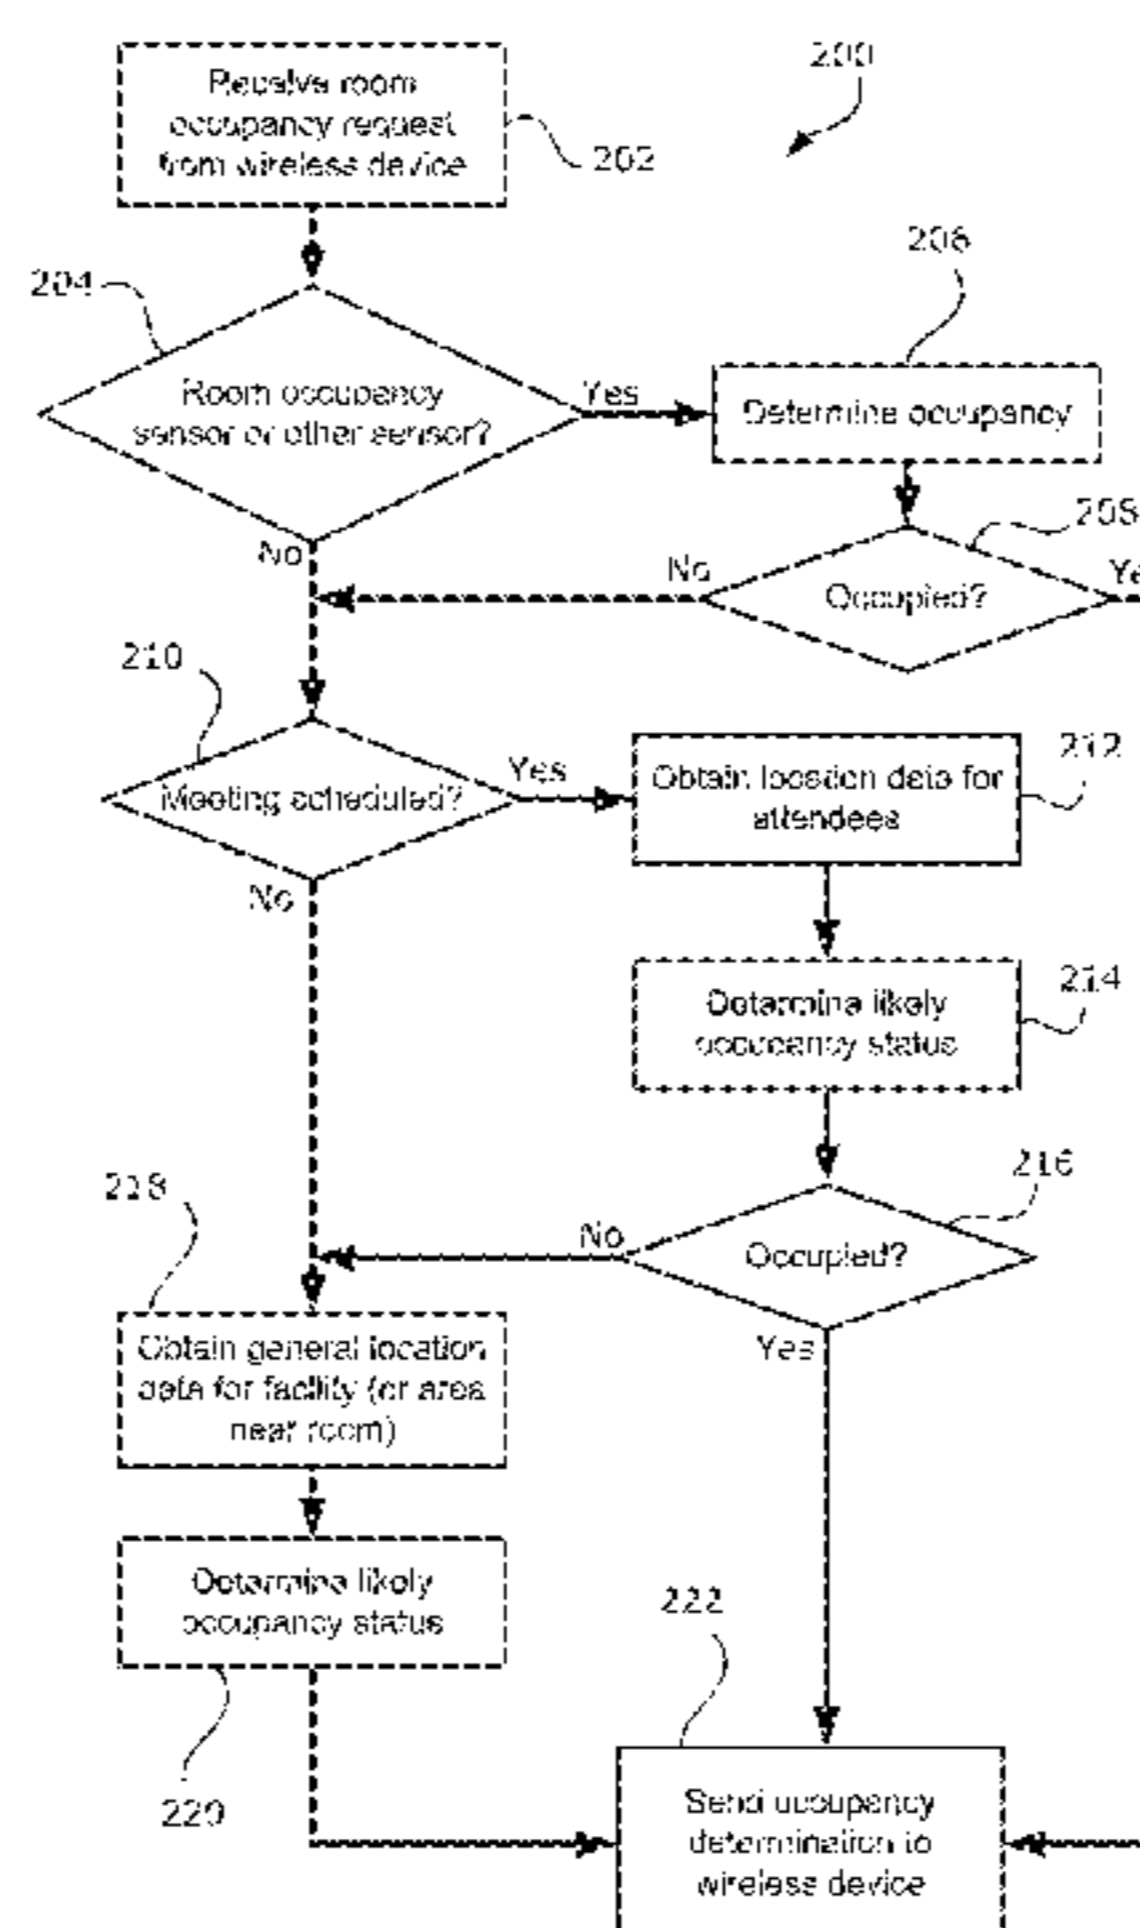 200
Receive room
occupancy request
from wireless device
202
206
204
Room occupancy
sensor or other sensor?
Yes
Determine occupancy
No
208
No
Occupied?
Ye
210
Meeting scheduled?
Yes
Obtain location data for
attendees
212
No
Determine likely
occupancy status
214
216
218
No
Occupied?
Yes
Obtain general location
data for facility (or area
near room)
Determine likely
occupancy status
222
220
Send occupancy
determination to
wireless device